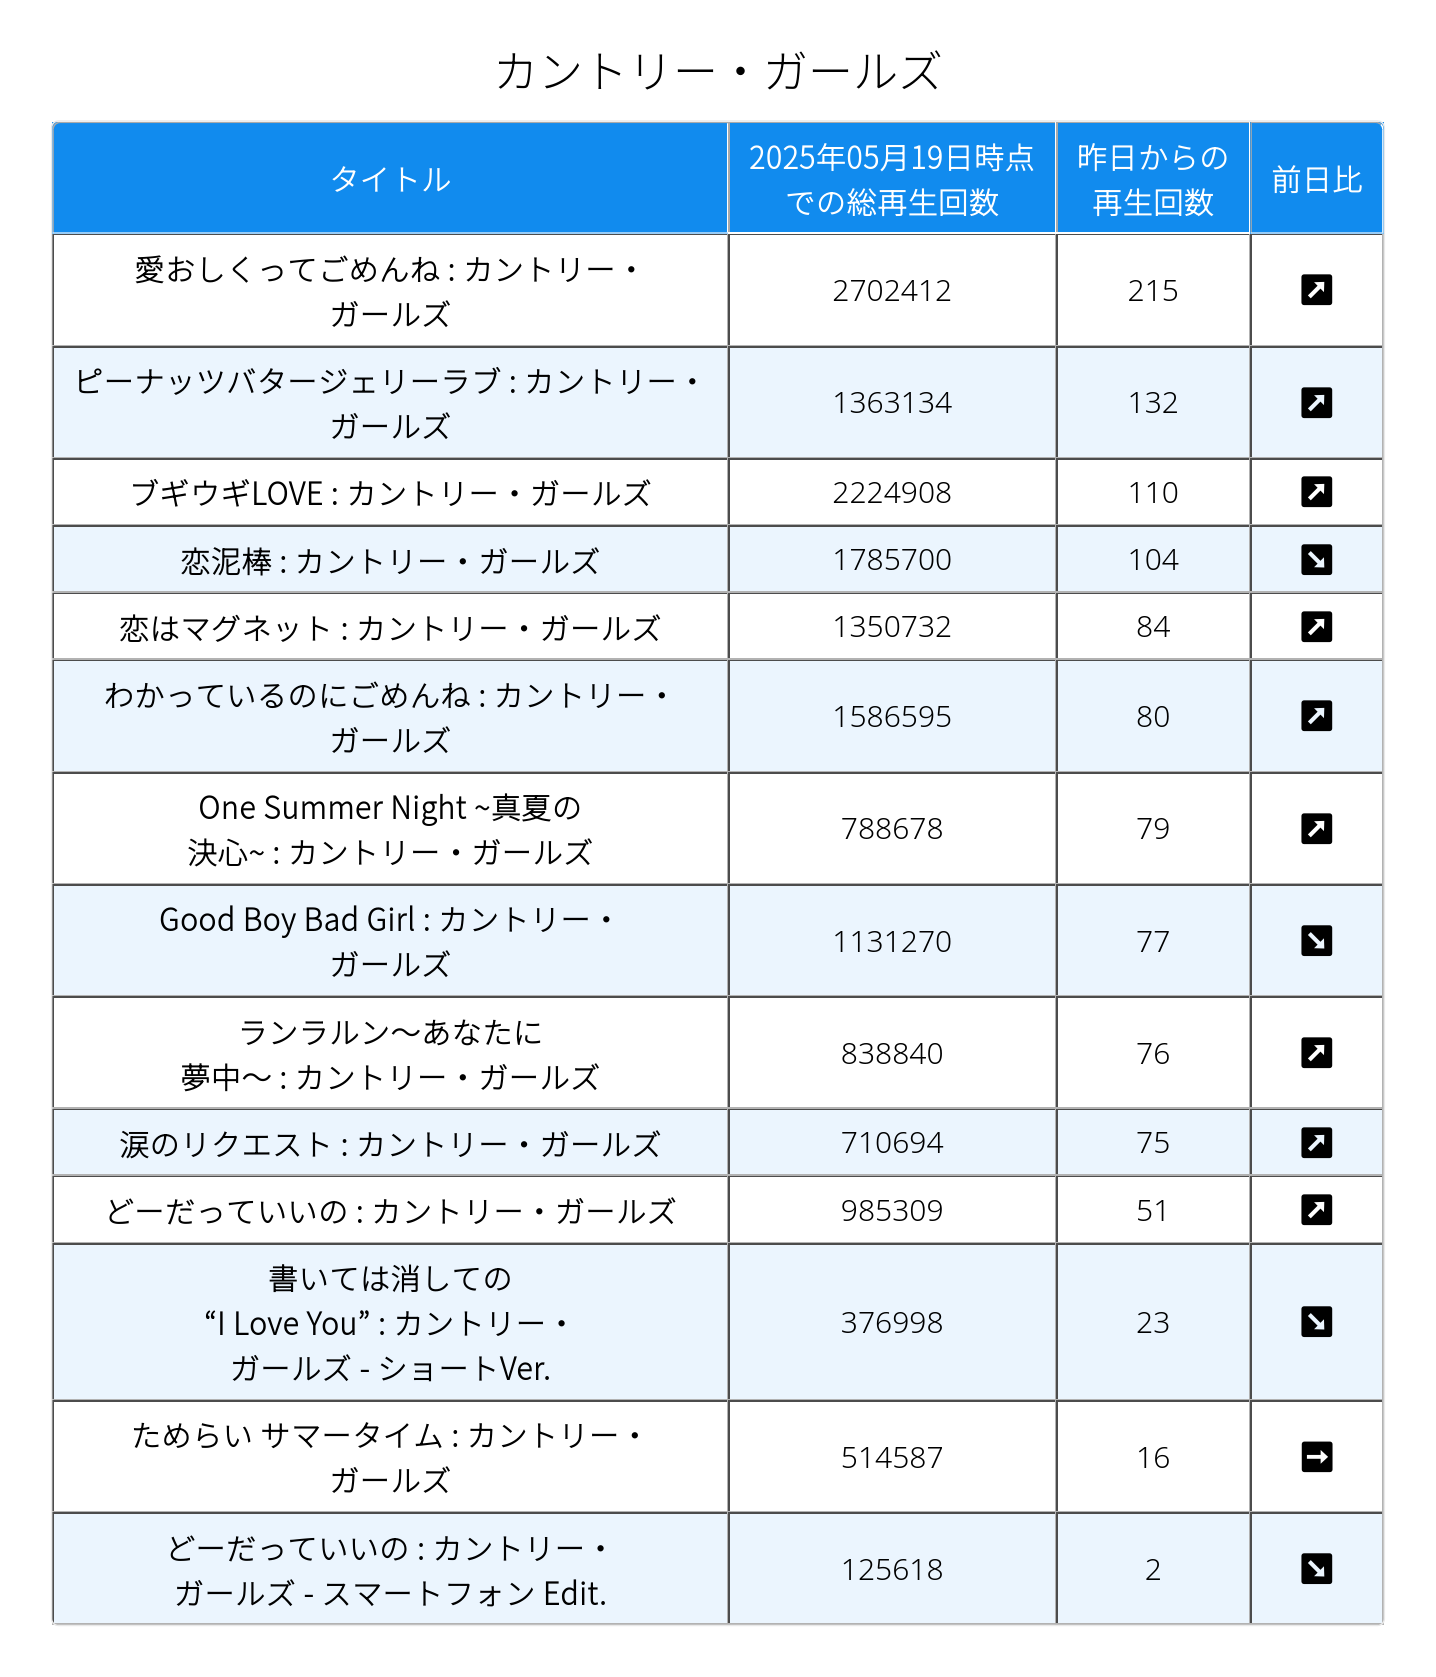 カントリー・ガールズ
タイトル
2025年05月19日時点
での総再生回数
昨日からの
再生回数
前日比
愛おしくってごめんね : カントリー・
ガールズ
2702412
215
ピーナッツバタージェリーラブ : カントリー・
ガールズ
1363134
132
ブギウギLOVE : カントリー・ガールズ
2224908
110
恋泥棒 : カントリー・ガールズ
1785700
104
恋はマグネット : カントリー・ガールズ
1350732
84
わかっているのにごめんね : カントリー・
ガールズ
1586595
80
One Summer Night ~真夏の
決心~ : カントリー・ガールズ
788678
79
Good Boy Bad Girl : カントリー・
ガールズ
1131270
77
ランラルン〜あなたに
夢中〜 : カントリー・ガールズ
838840
76
涙のリクエスト : カントリー・ガールズ
710694
75
どーだっていいの : カントリー・ガールズ
985309
51
書いては消しての
“I Love You” : カントリー・
ガールズ - ショートVer.
376998
23
ためらい サマータイム : カントリー・
ガールズ
514587
16
どーだっていいの : カントリー・
ガールズ - スマートフォン Edit.
125618
2